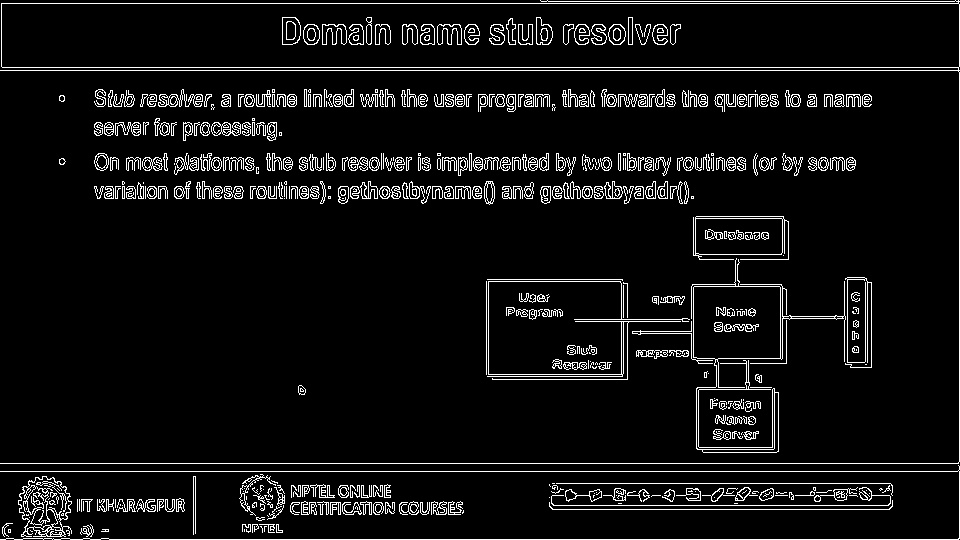 Domain name stub resolver
• Stub resolver, a routine linked with the user program, that forwards the queries to a name
server for processing.
• On most platforms, the stub resolver is implemented by two library routines (or by some
variation of these routines): gethostbyname() and gethostbyaddr().
Database
User
Program
query
Name
Server
Cache
Stub
Resolver
response
r
q
Foreign
Name
Server
IIT KHARAGPUR
NPTEL ONLINE
CERTIFICATION COURSES
NPTEL